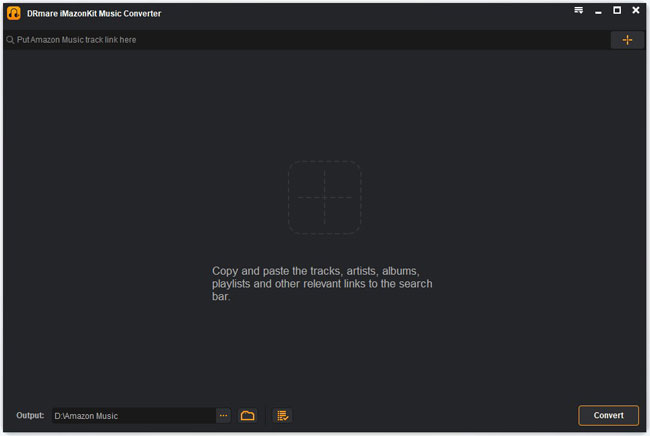 DRmare iMazonKit Music Converter
Put Amazon Music track link here
Copy and paste the tracks, artists, albums,
playlists and other relevant links to the search
bar.
Output: D:\Amazon Music ... Convert